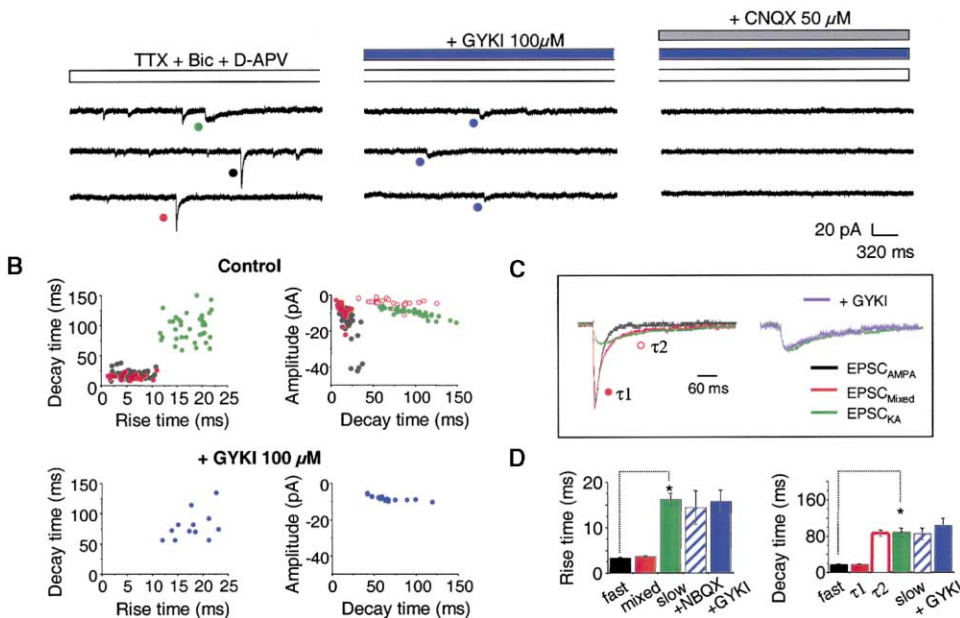 + CNQX 50 µM
+ GYKI 100µM
TTX + Bic + D-APV
20 pA
320 ms
B
Control
Decay time (ms)
150
100
50
0
0 5 10 15 20 25
Rise time (ms)
Amplitude (pA)
0
-20
-40
0 50 100 150
Decay time (ms)
+ GYKI 100 µM
Decay time (ms)
150
100
50
0
0 5 10 15 20 25
Rise time (ms)
Amplitude (pA)
0
-20
-40
0 50 100 150
Decay time (ms)
C
+ GYKI
τ2
τ1
60 ms
EPSCAMPA
EPSCMixed
EPSCKA
D
Rise time (ms)
20
10
0
*
fast
mixed
slow
+NBQX
+GYKI
Decay time (ms)
240
160
80
0
*
fast
τ1
τ2
slow
+ GYKI